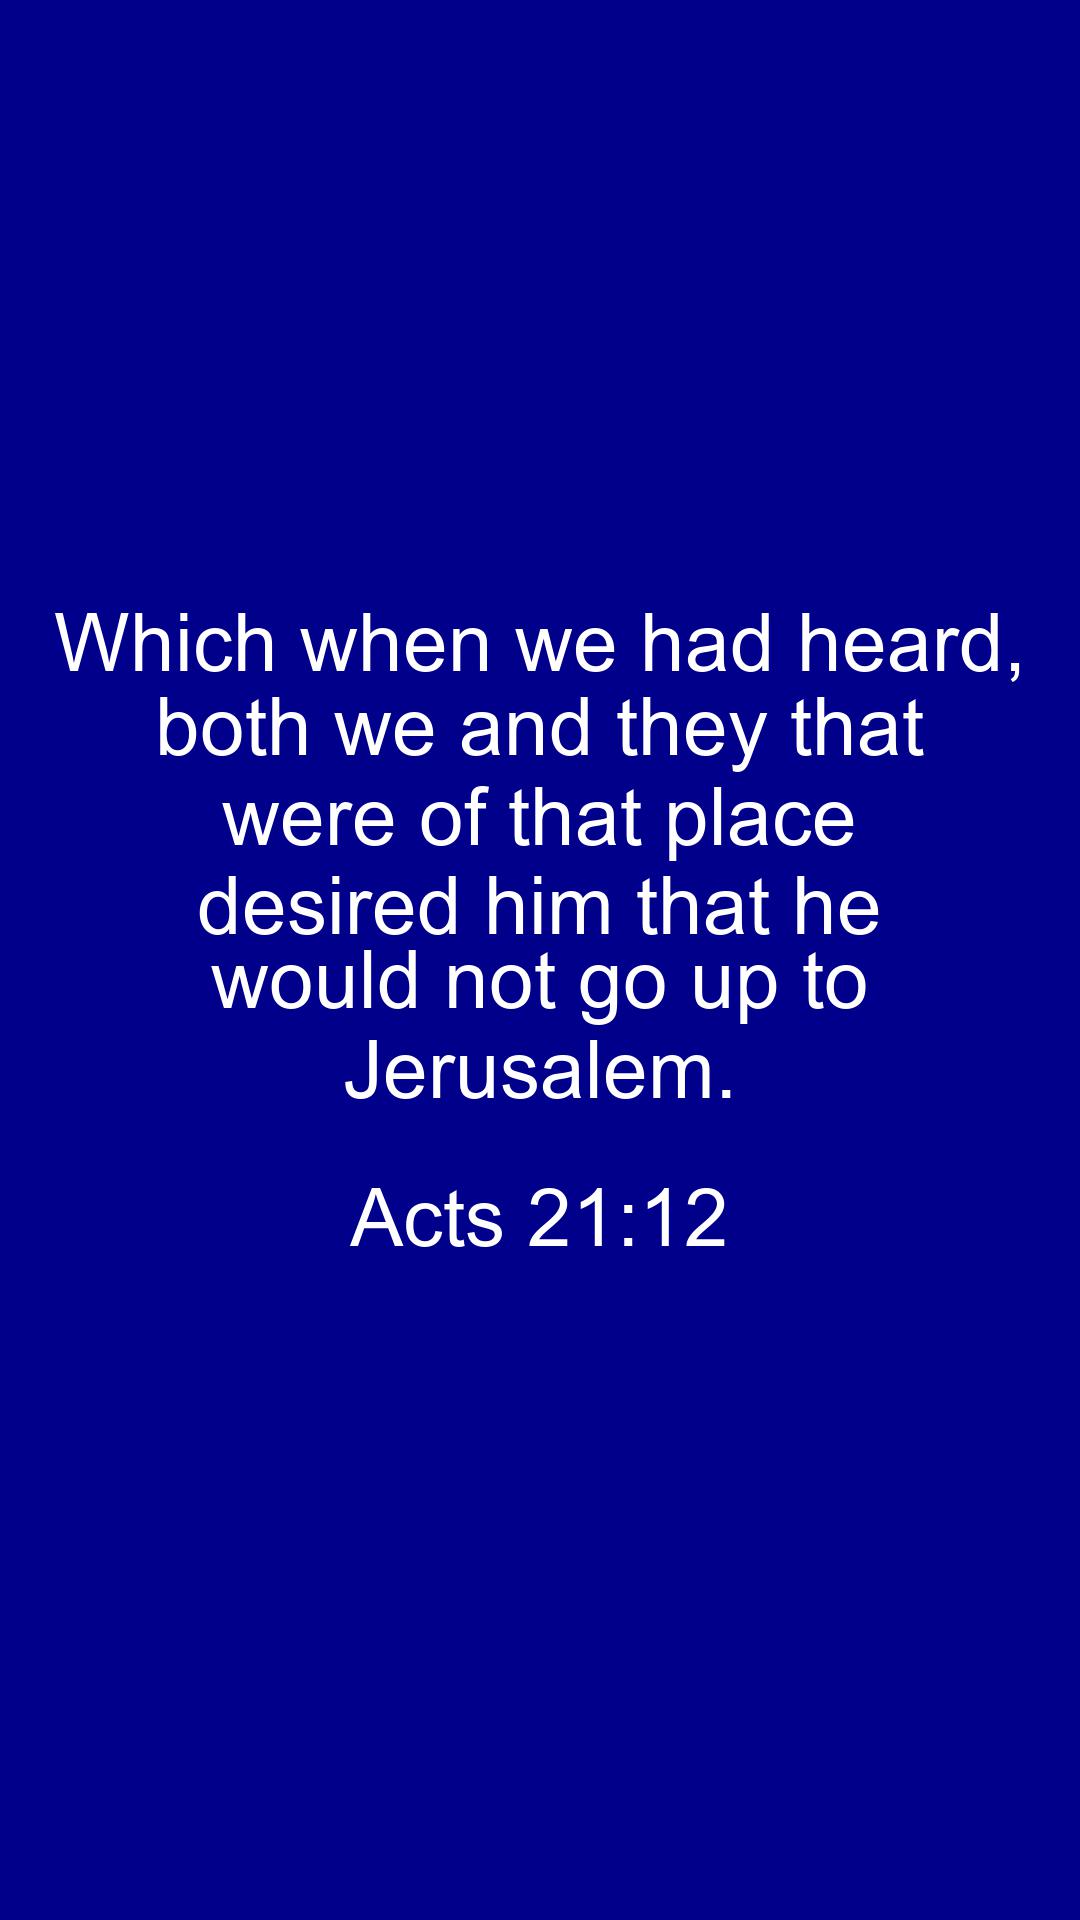 Which when we had heard,
both we and they that
were of that place
desired him that he
would not go up to
Jerusalem.
Acts 21:12